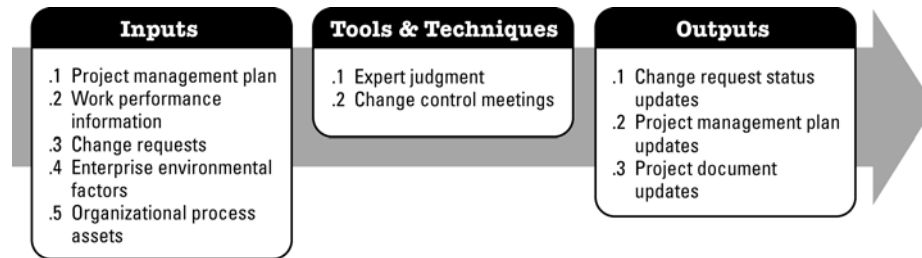 Inputs
.1 Project management plan
.2 Work performance
information
.3 Change requests
.4 Enterprise environmental
factors
.5 Organizational process
assets
Tools & Techniques
.1 Expert judgment
.2 Change control meetings
Outputs
.1 Change request status
updates
.2 Project management plan
updates
.3 Project document
updates